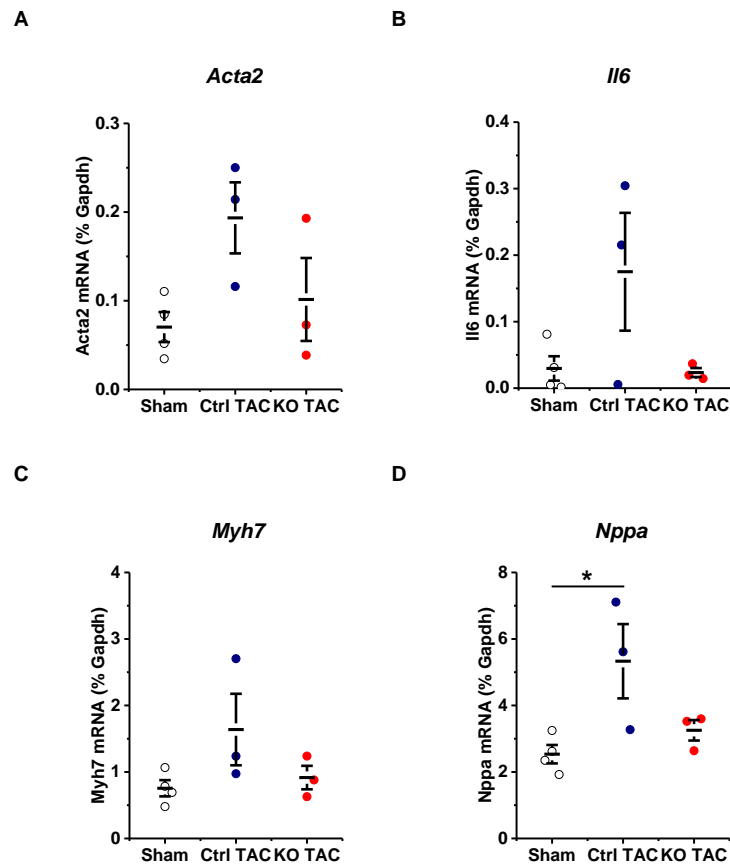 A
B
Acta2
Il6
Acta2 mRNA (% Gapdh)
0.3
0.2
0.1
0.0
Sham Ctrl TAC KO TAC
Il6 mRNA (% Gapdh)
0.4
0.3
0.2
0.1
0.0
Sham Ctrl TAC KO TAC
C
D
Myh7
Nppa
Myh7 mRNA (% Gapdh)
4
3
2
1
0
Sham Ctrl TAC KO TAC
Nppa mRNA (% Gapdh)
8
6
4
2
0
*
Sham Ctrl TAC KO TAC